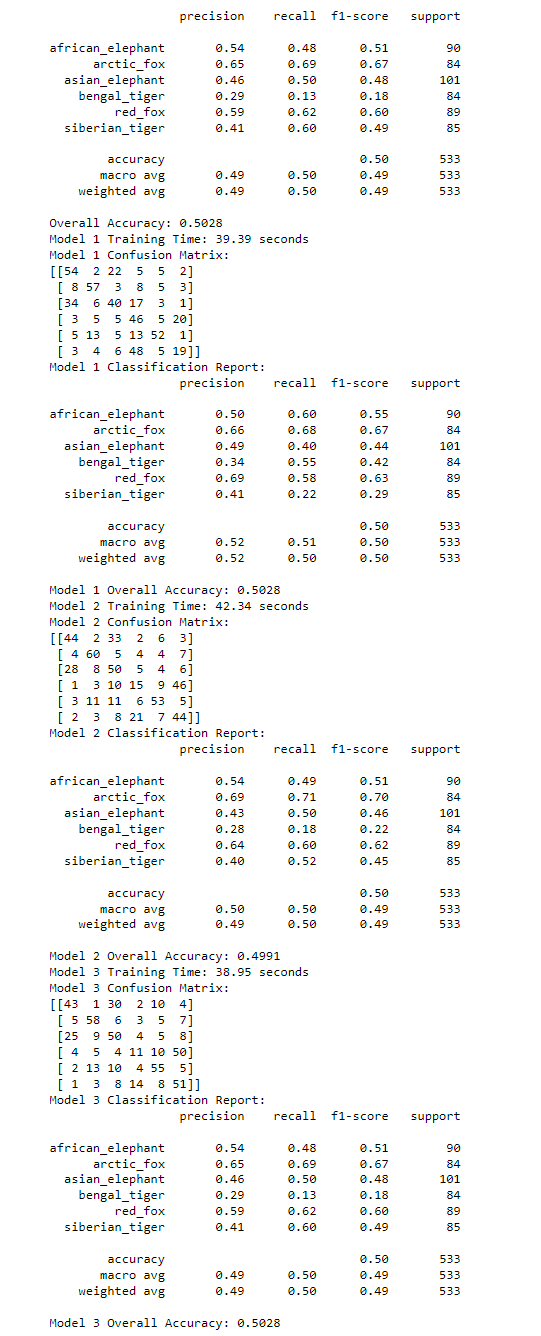 precision recall f1-score support
african_elephant 0.54 0.48 0.51 90
arctic_fox 0.65 0.69 0.67 84
asian_elephant 0.46 0.50 0.48 101
bengal_tiger 0.29 0.13 0.18 84
red_fox 0.59 0.62 0.60 89
siberian_tiger 0.41 0.60 0.49 85
accuracy 0.50 533
macro avg 0.49 0.50 0.49 533
weighted avg 0.49 0.50 0.49 533
Overall Accuracy: 0.5028
Model 1 Training Time: 39.39 seconds
Model 1 Confusion Matrix:
[[54 2 22 5 5 2]
[ 8 57 3 8 5 3]
[34 6 40 17 3 1]
[ 3 5 5 46 5 20]
[ 5 13 5 13 52 1]
[ 3 4 6 48 5 19]]
Model 1 Classification Report:
precision recall f1-score support
african_elephant 0.50 0.60 0.55 90
arctic_fox 0.66 0.68 0.67 84
asian_elephant 0.49 0.40 0.44 101
bengal_tiger 0.34 0.55 0.42 84
red_fox 0.69 0.58 0.63 89
siberian_tiger 0.41 0.22 0.29 85
accuracy 0.50 533
macro avg 0.52 0.51 0.50 533
weighted avg 0.52 0.50 0.50 533
Model 1 Overall Accuracy: 0.5028
Model 2 Training Time: 42.34 seconds
Model 2 Confusion Matrix:
[[44 2 33 2 6 3]
[ 4 60 5 4 4 7]
[28 8 50 5 4 6]
[ 1 3 10 15 9 46]
[ 3 11 11 6 53 5]
[ 2 3 8 21 7 44]]
Model 2 Classification Report:
precision recall f1-score support
african_elephant 0.54 0.49 0.51 90
arctic_fox 0.69 0.71 0.70 84
asian_elephant 0.43 0.50 0.46 101
bengal_tiger 0.28 0.18 0.22 84
red_fox 0.64 0.60 0.62 89
siberian_tiger 0.40 0.52 0.45 85
accuracy 0.50 533
macro avg 0.50 0.50 0.49 533
weighted avg 0.49 0.50 0.49 533
Model 2 Overall Accuracy: 0.4991
Model 3 Training Time: 38.95 seconds
Model 3 Confusion Matrix:
[[43 1 30 2 10 4]
[ 5 58 6 3 5 7]
[25 9 50 4 5 8]
[ 4 5 4 11 10 50]
[ 2 13 10 4 55 5]
[ 1 3 8 14 8 51]]
Model 3 Classification Report:
precision recall f1-score support
african_elephant 0.54 0.48 0.51 90
arctic_fox 0.65 0.69 0.67 84
asian_elephant 0.46 0.50 0.48 101
bengal_tiger 0.29 0.13 0.18 84
red_fox 0.59 0.62 0.60 89
siberian_tiger 0.41 0.60 0.49 85
accuracy 0.50 533
macro avg 0.49 0.50 0.49 533
weighted avg 0.49 0.50 0.49 533
Model 3 Overall Accuracy: 0.5028